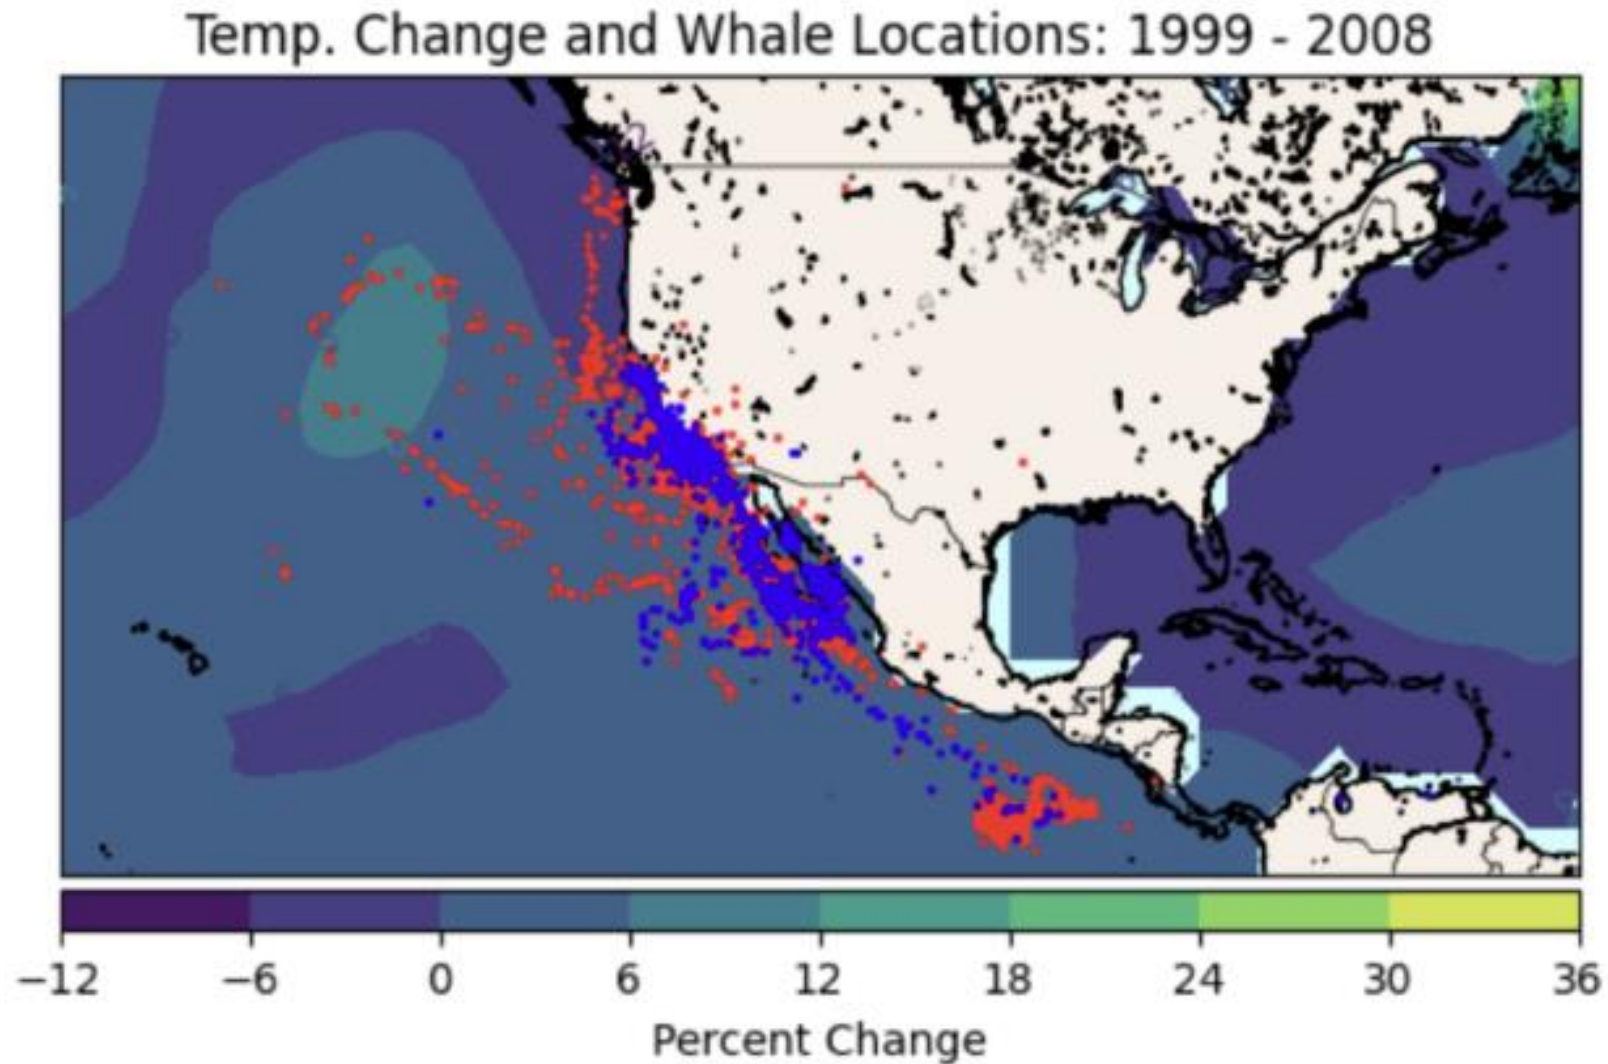 Temp. Change and Whale Locations: 1999 - 2008
−12 −6 0 6 12 18 24 30 36
Percent Change